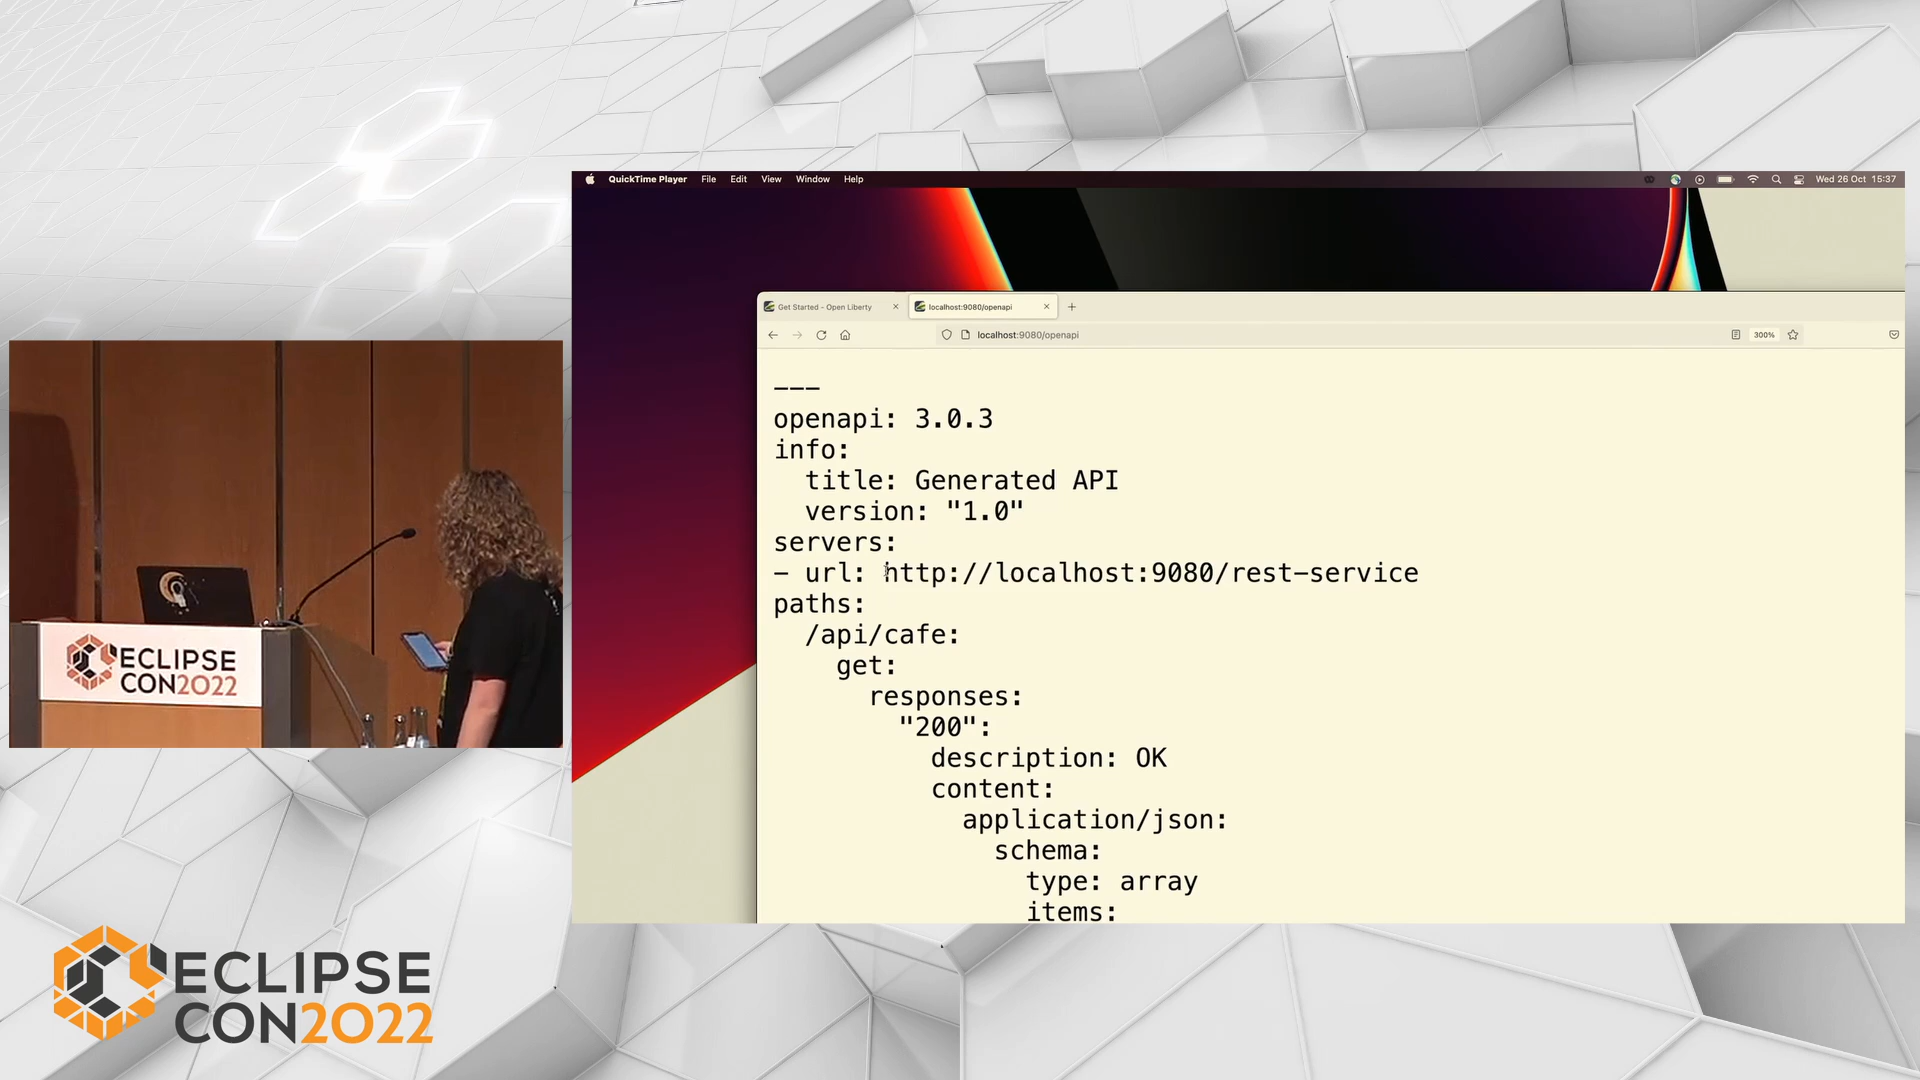 QuickTime Player File Edit View Window Help
Wed 26 Oct 15:37
Get Started - Open Liberty
localhost:9080/openapi
localhost:9080/openapi
300%
---
openapi: 3.0.3
info:
title: Generated API
version: "1.0"
servers:
- url: http://localhost:9080/rest-service
paths:
/api/cafe:
get:
responses:
"200":
description: OK
content:
application/json:
schema:
type: array
items:
ECLIPSE
CON2022
ECLIPSE
CON2022